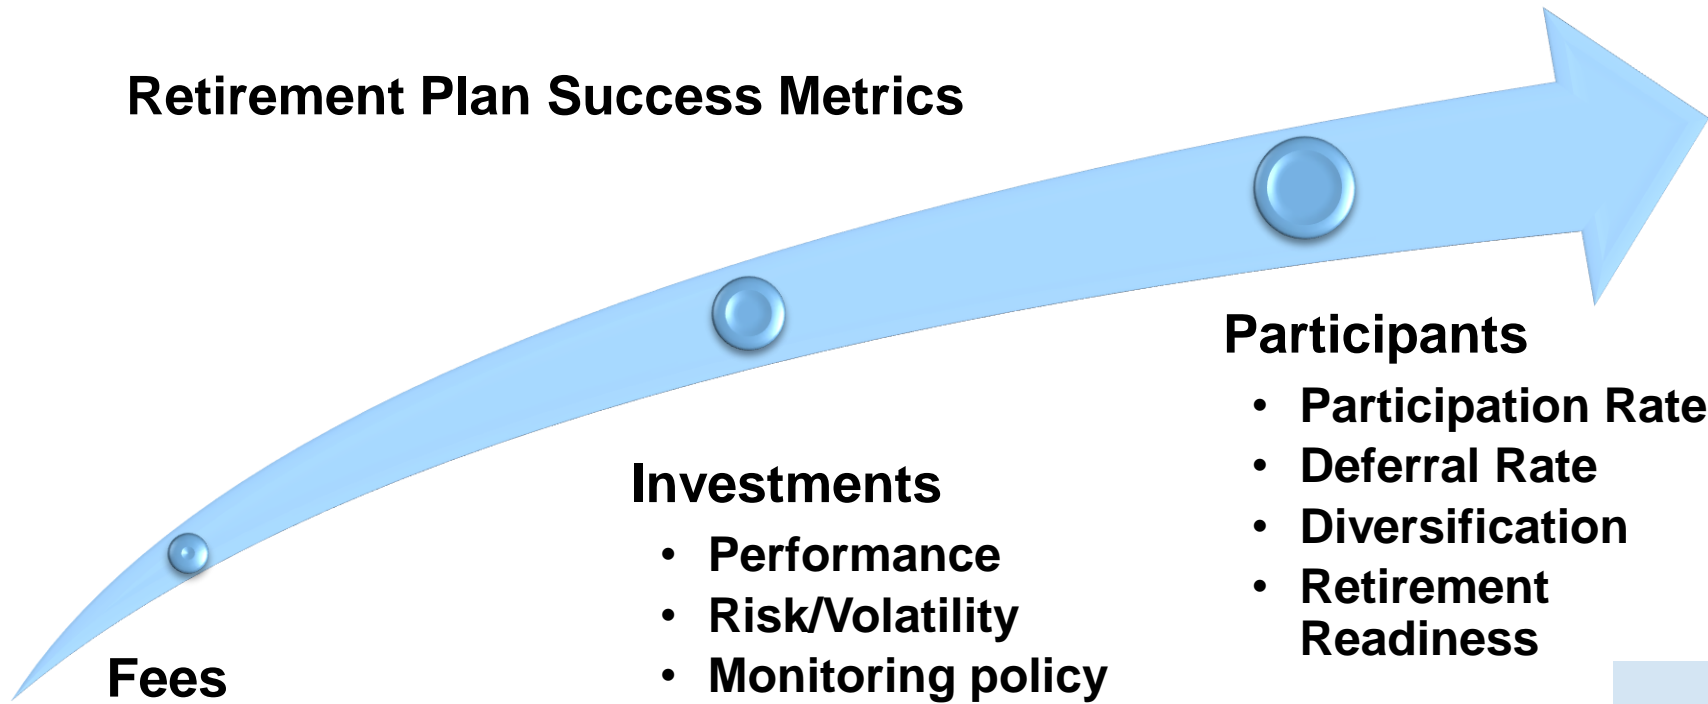 Retirement Plan Success Metrics
Fees
Investments
• Performance
• Risk/Volatility
• Monitoring policy
Participants
• Participation Rate
• Deferral Rate
• Diversification
• Retirement
Readiness